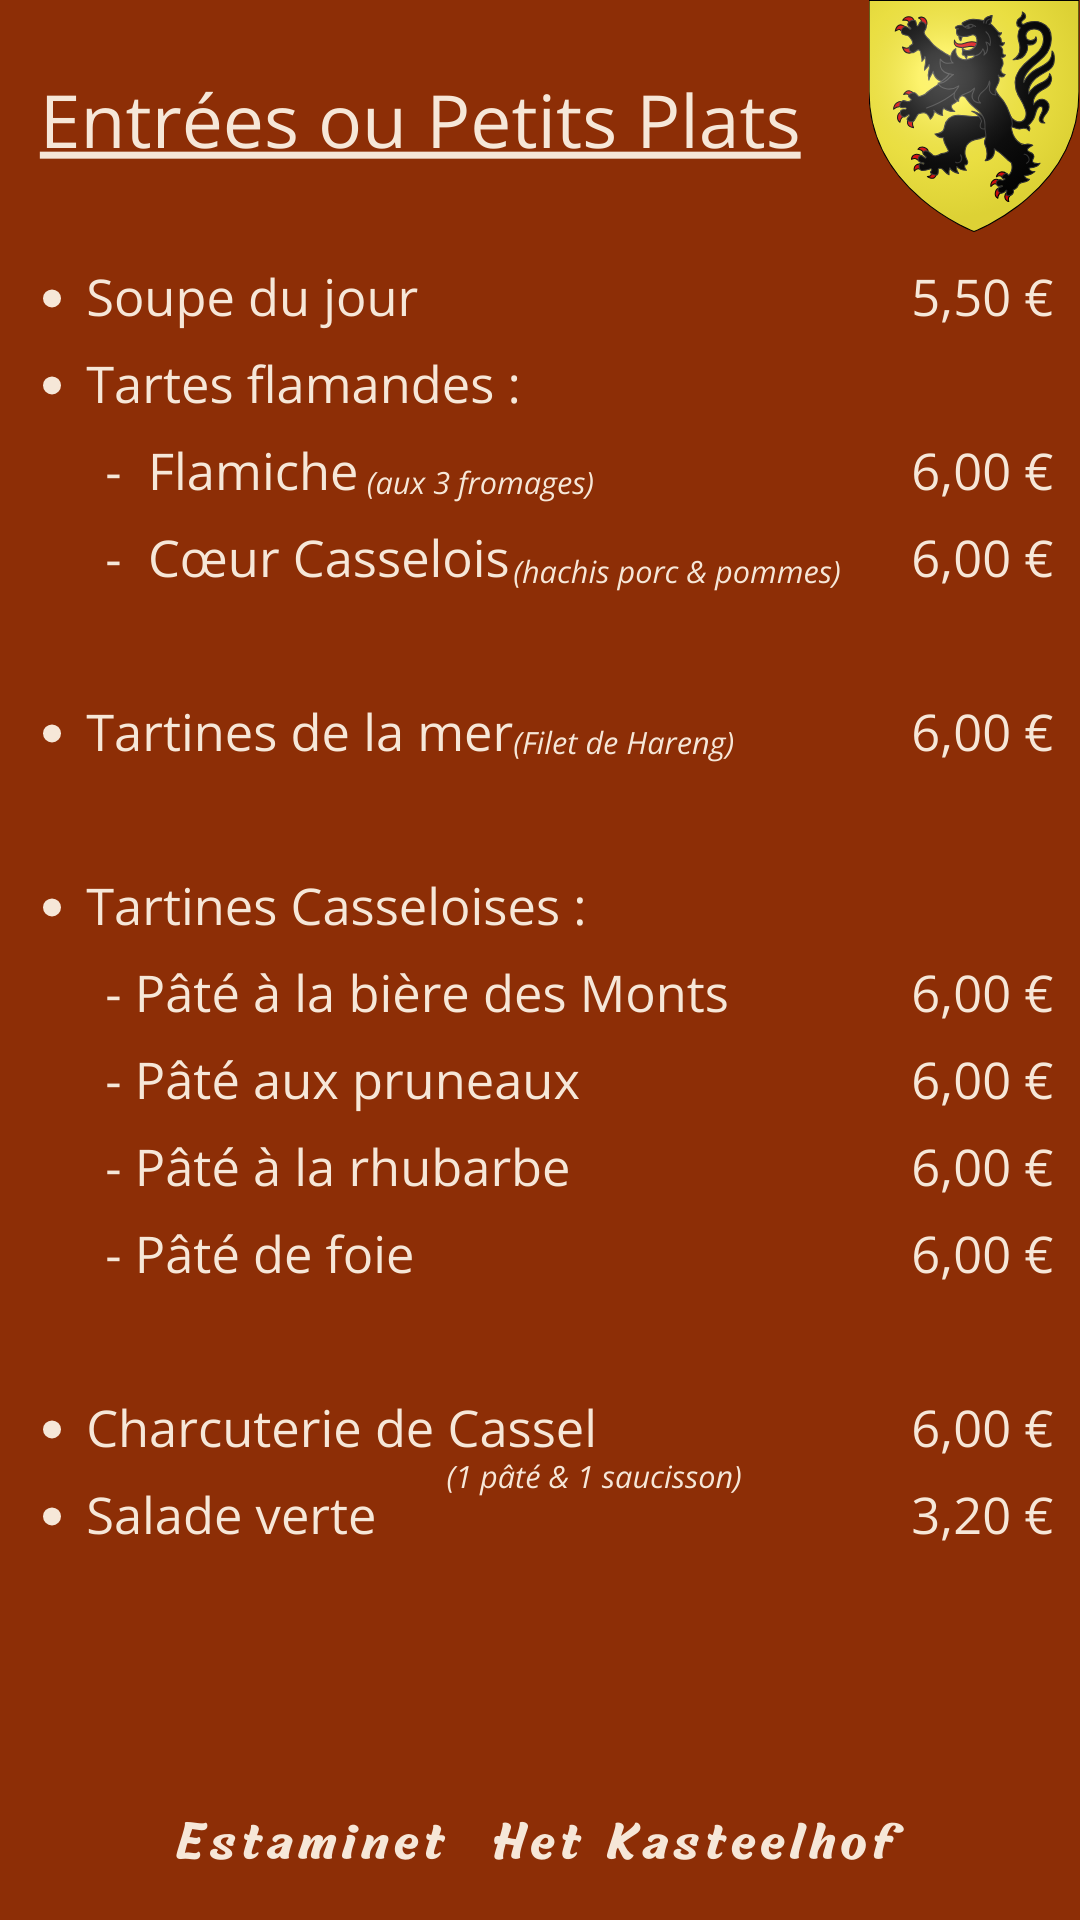 Entrées ou Petits Plats
• Soupe du jour 5,50 €
• Tartes flamandes :
- Flamiche (aux 3 fromages) 6,00 €
- Cœur Casselois (hachis porc & pommes) 6,00 €
• Tartines de la mer (Filet de Hareng) 6,00 €
• Tartines Casseloises :
- Pâté à la bière des Monts 6,00 €
- Pâté aux pruneaux 6,00 €
- Pâté à la rhubarbe 6,00 €
- Pâté de foie 6,00 €
• Charcuterie de Cassel 6,00 €
(1 pâté & 1 saucisson)
• Salade verte 3,20 €
Estaminet Het Kasteelhof